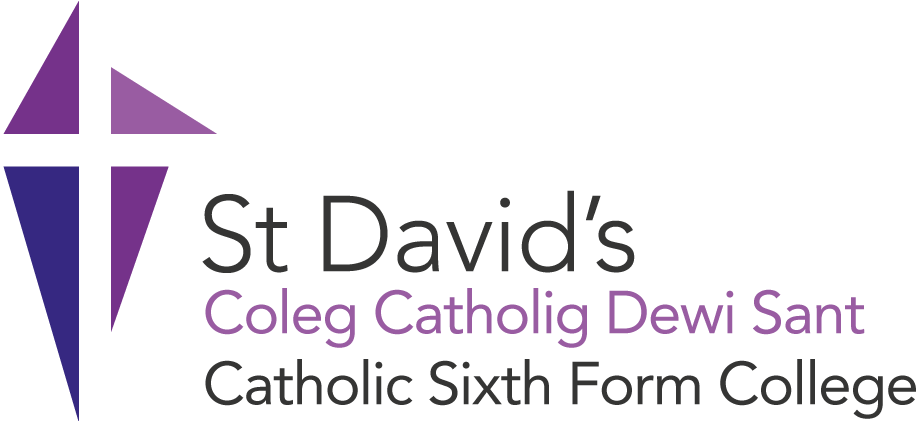 St David’s
Coleg Catholig Dewi Sant
Catholic Sixth Form College